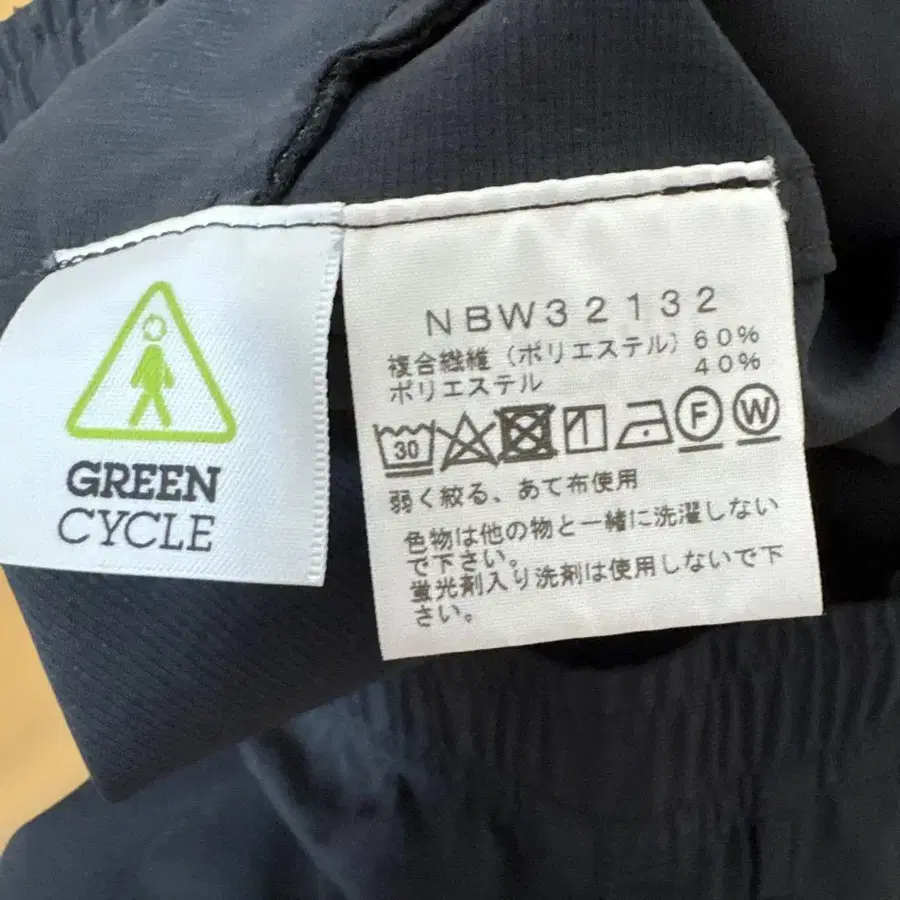 GREEN
CYCLE
NBW32132
複合繊維（ポリエステル）60%
ポリエステル 40%
30 F W
弱く絞る、あて布使用
色物は他の物と一緒に洗濯しない
で下さい。
蛍光剤入り洗剤は使用しないで下
さい。